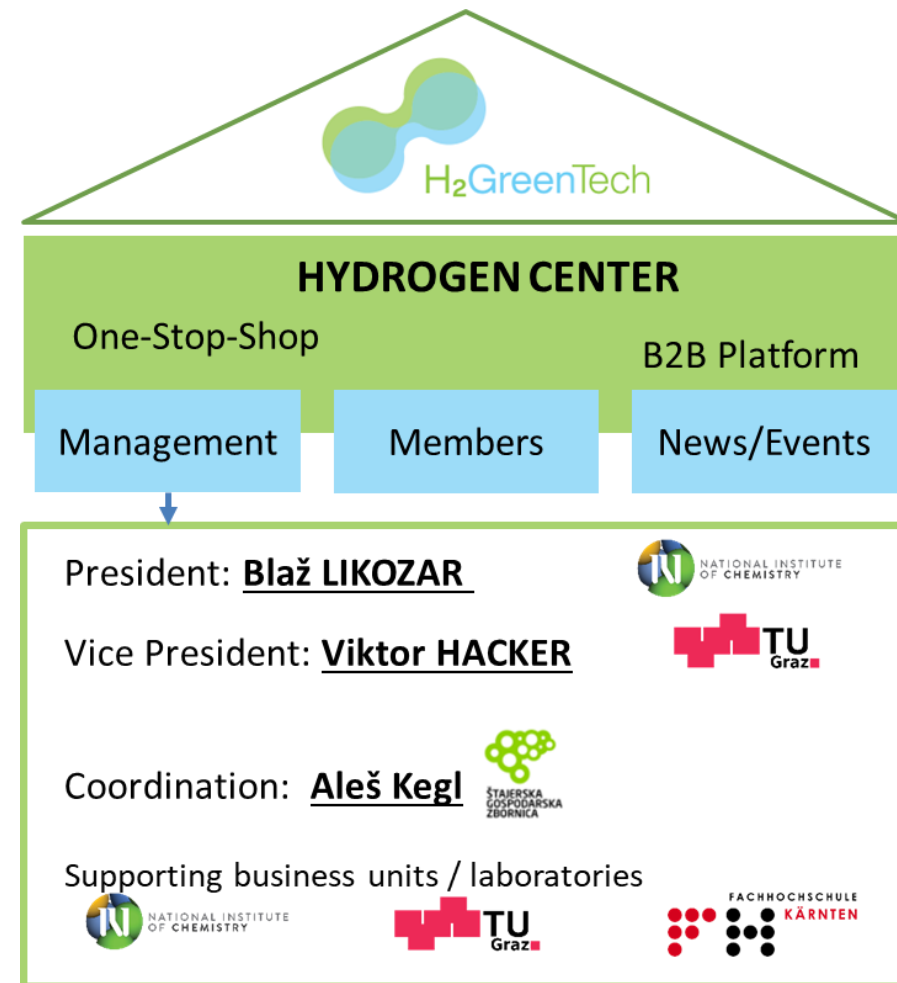 H₂GreenTech
HYDROGEN CENTER
One-Stop-Shop
B2B Platform
Management
Members
News/Events
President: Blaž LIKOZAR
NATIONAL INSTITUTE
OF CHEMISTRY
Vice President: Viktor HACKER
TU
Graz
Coordination: Aleš Kegl
ŠTAJERSKA
GOSPODARSKA
ZBORNICA
Supporting business units / laboratories
NATIONAL INSTITUTE
OF CHEMISTRY
TU
Graz
FACHHOCHSCHULE
KÄRNTEN